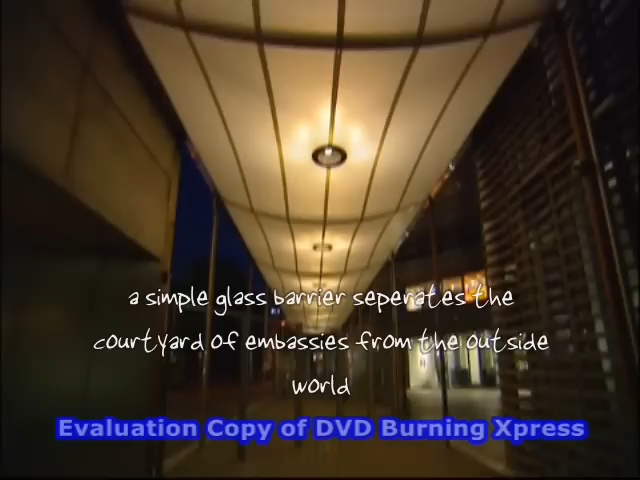 a simple glass barrier seperates the
courtyard of embassies from the outside
world
Evaluation Copy of DVD Burning Xpress